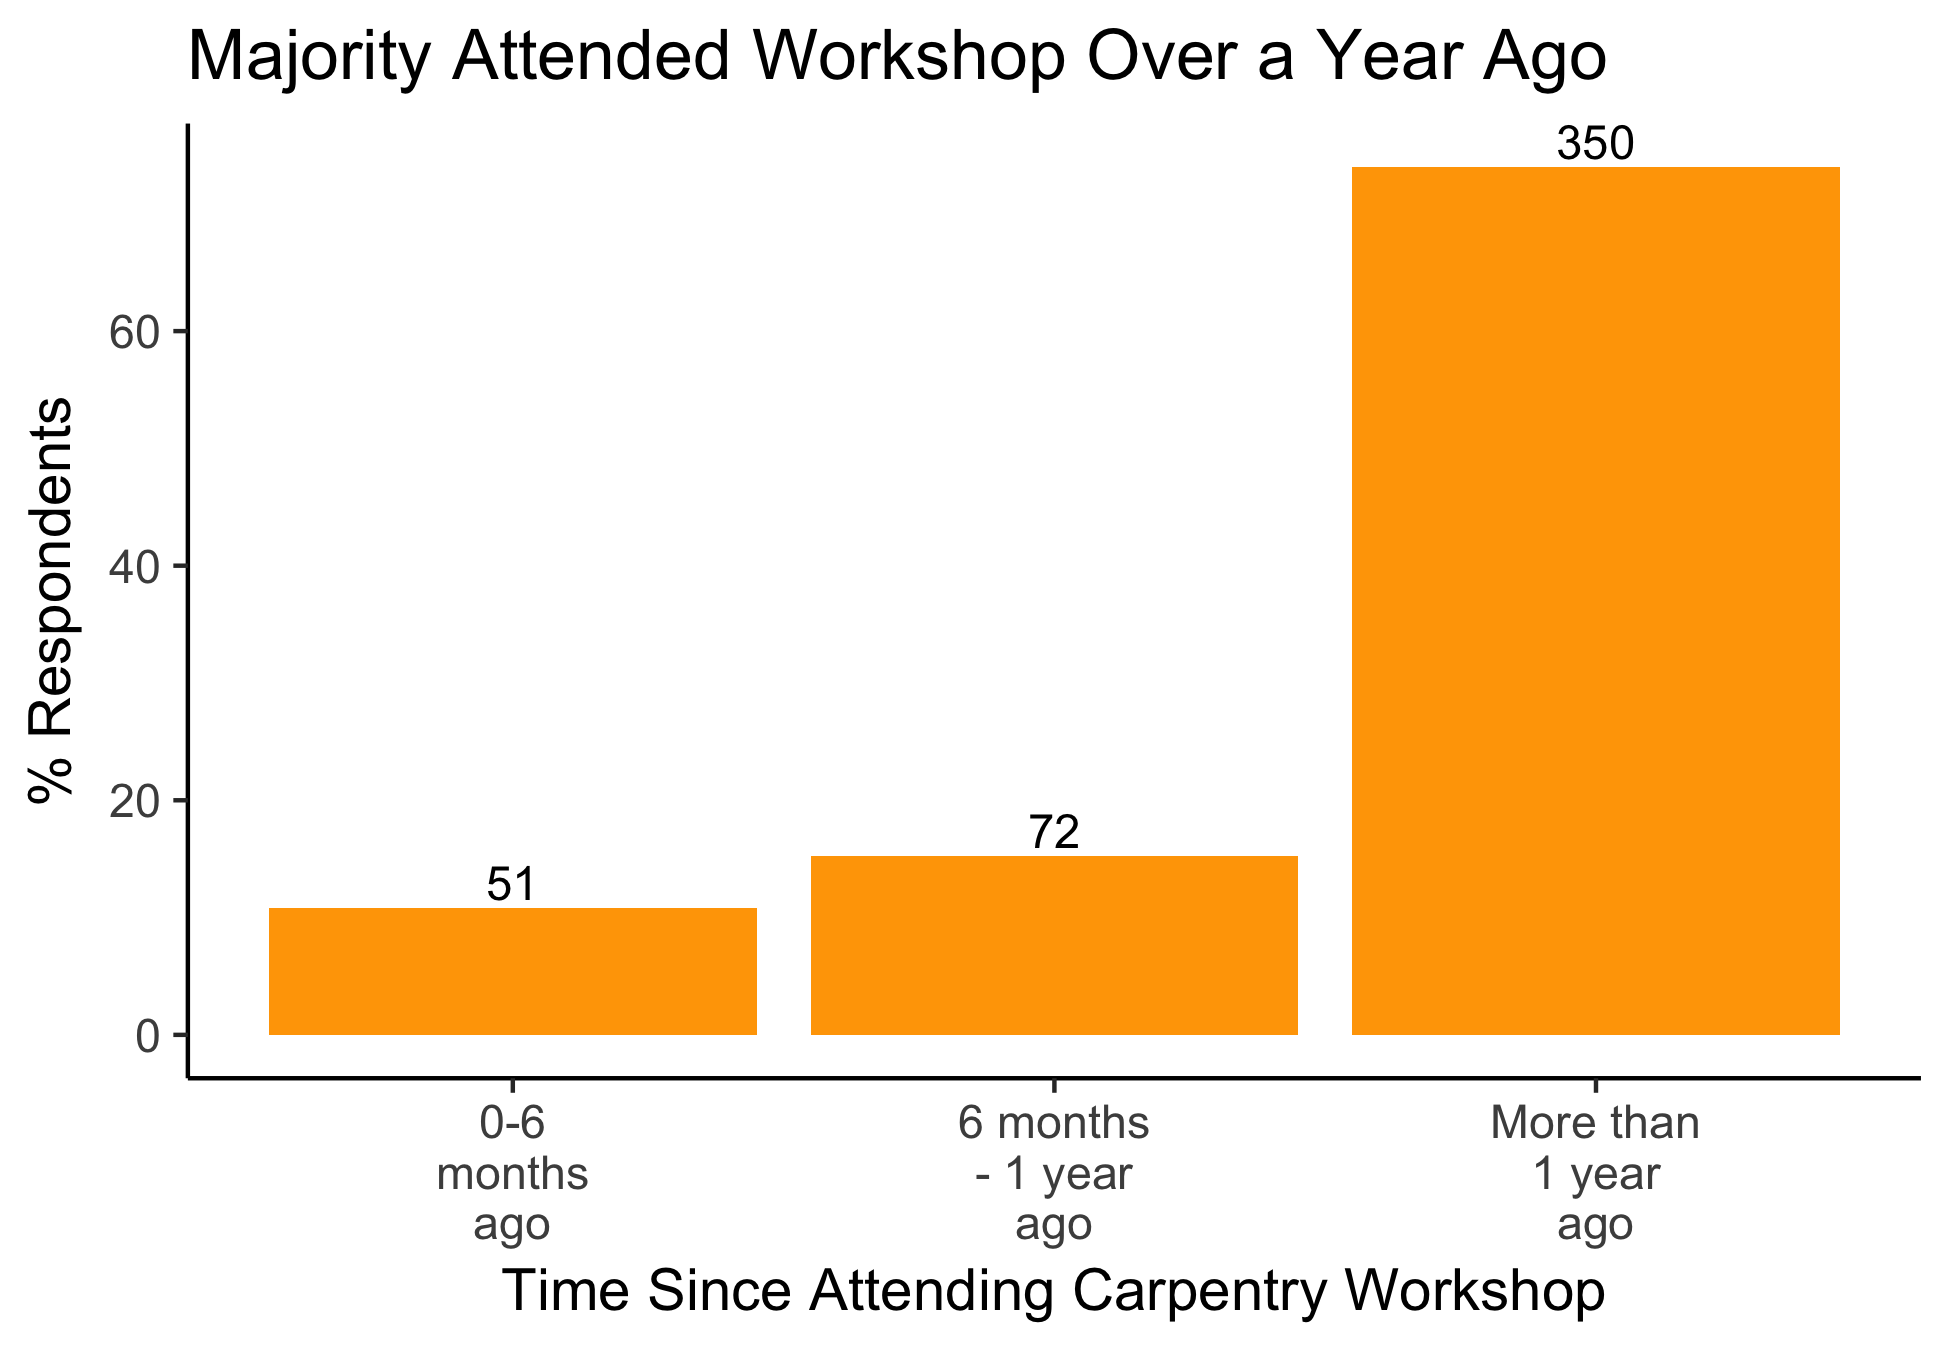 Majority Attended Workshop Over a Year Ago
% Respondents
60
40
20
0
51
72
350
0-6
months
ago
6 months
- 1 year
ago
More than
1 year
ago
Time Since Attending Carpentry Workshop